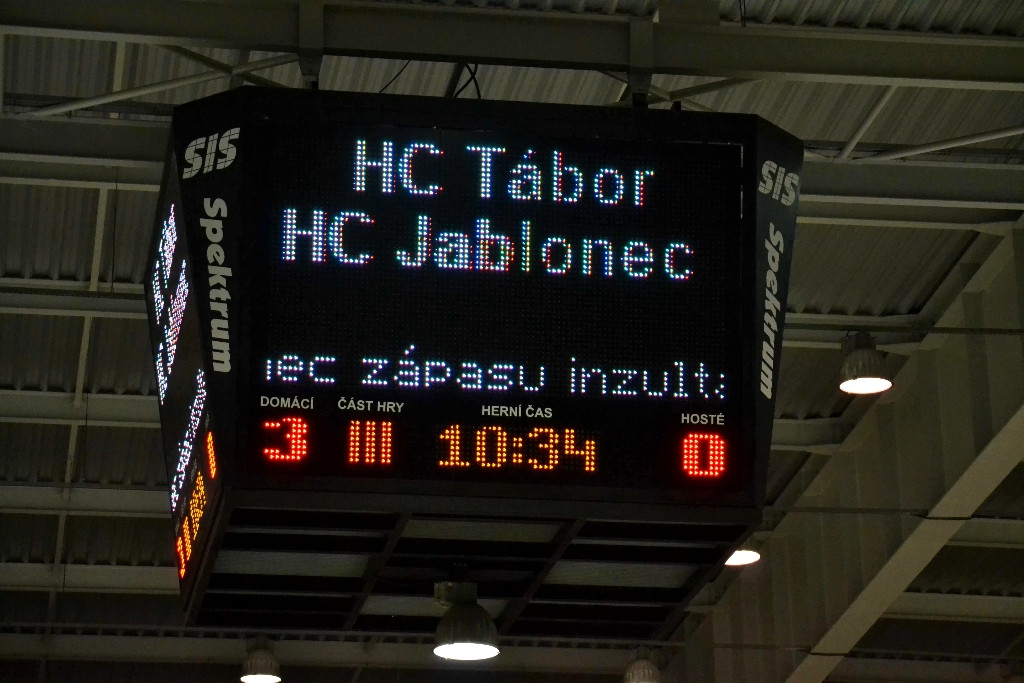 SIS
Spektrum
HC Tábor
HC Jablonec
zápasu inzult
DOMÁCÍ ČÁST HRY HERNÍ ČAS HOSTÉ
3 III 10:34 0
SIS
Spektrum